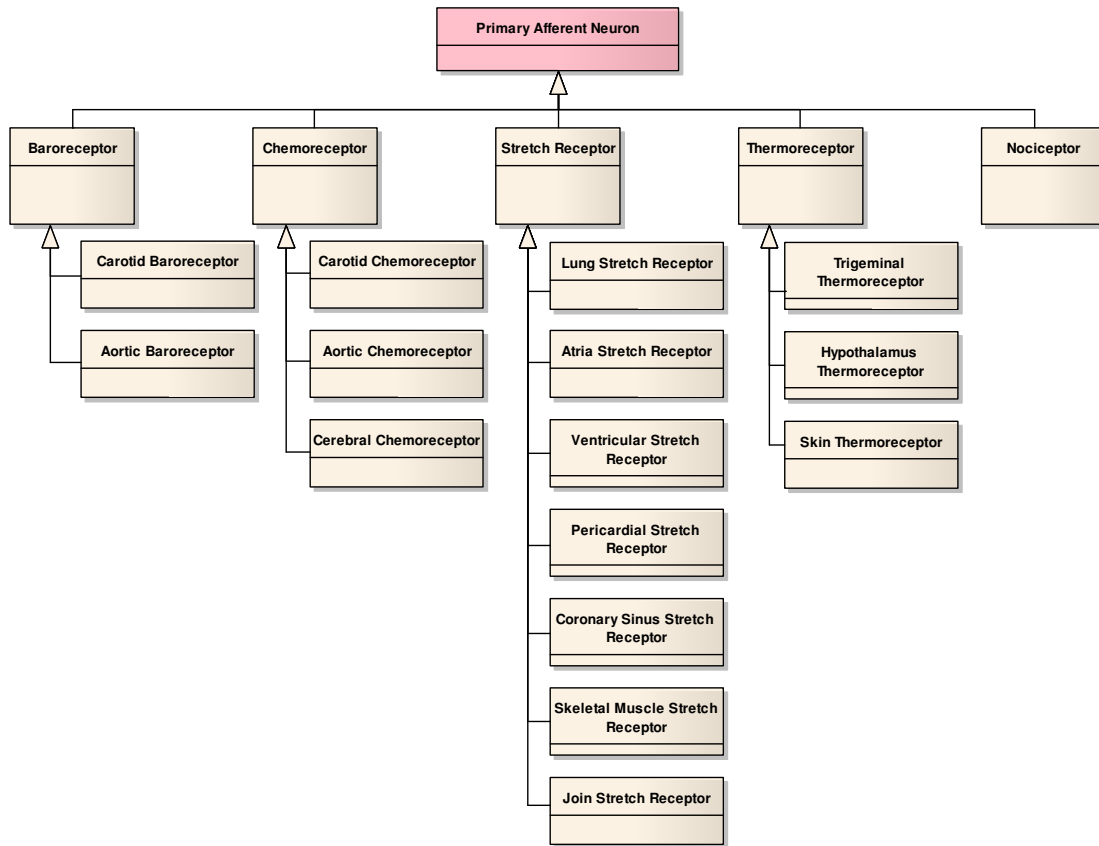 Primary Afferent Neuron
Baroreceptor
Chemoreceptor
Stretch Receptor
Thermoreceptor
Nociceptor
Carotid Baroreceptor
Aortic Baroreceptor
Carotid Chemoreceptor
Aortic Chemoreceptor
Cerebral Chemoreceptor
Lung Stretch Receptor
Atria Stretch Receptor
Ventricular Stretch
Receptor
Pericardial Stretch
Receptor
Coronary Sinus Stretch
Receptor
Skeletal Muscle Stretch
Receptor
Join Stretch Receptor
Trigeminal
Thermoreceptor
Hypothalamus
Thermoreceptor
Skin Thermoreceptor